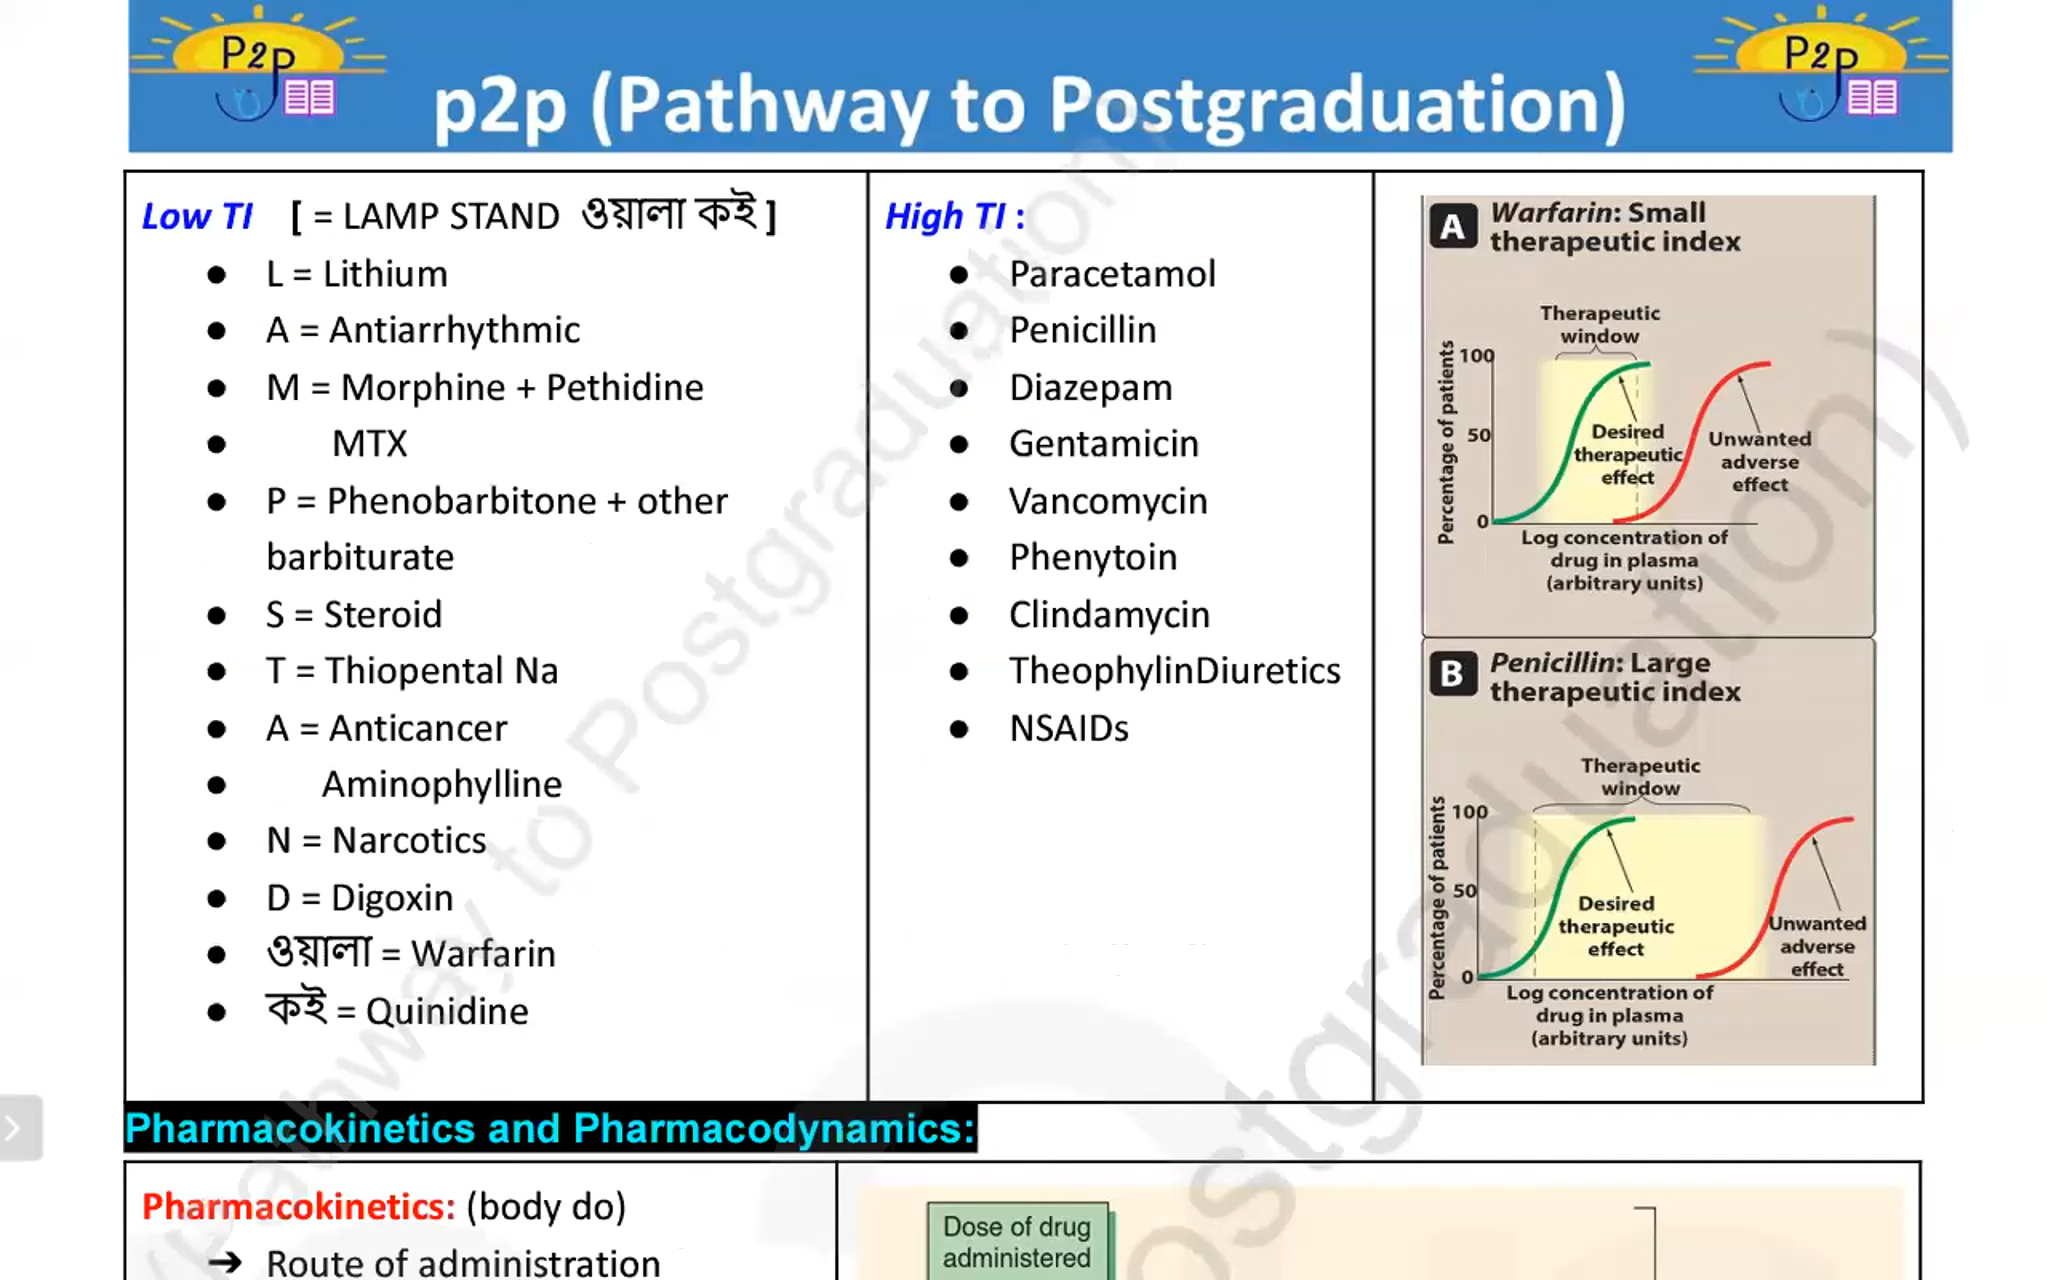 P2P
p2p (Pathway to Postgraduation)
P2P
Low TI [ = LAMP STAND ওয়ালা কই ]
● L = Lithium
● A = Antiarrhythmic
● M = Morphine + Pethidine
● MTX
● P = Phenobarbitone + other
barbiturate
● S = Steroid
● T = Thiopental Na
● A = Anticancer
● Aminophylline
● N = Narcotics
● D = Digoxin
● ওয়ালা = Warfarin
● কই = Quinidine
High TI :
● Paracetamol
● Penicillin
● Diazepam
● Gentamicin
● Vancomycin
● Phenytoin
● Clindamycin
● TheophylinDiuretics
● NSAIDs
A Warfarin: Small
therapeutic index
Therapeutic
window
Percentage of patients
100
50
0
Desired
therapeutic
effect
Unwanted
adverse
effect
Log concentration of
drug in plasma
(arbitrary units)
B Penicillin: Large
therapeutic index
Therapeutic
window
Percentage of patients
100
50
0
Desired
therapeutic
effect
Unwanted
adverse
effect
Log concentration of
drug in plasma
(arbitrary units)
Pharmacokinetics and Pharmacodynamics:
Pharmacokinetics: (body do)
➔ Route of administration
Dose of drug
administered